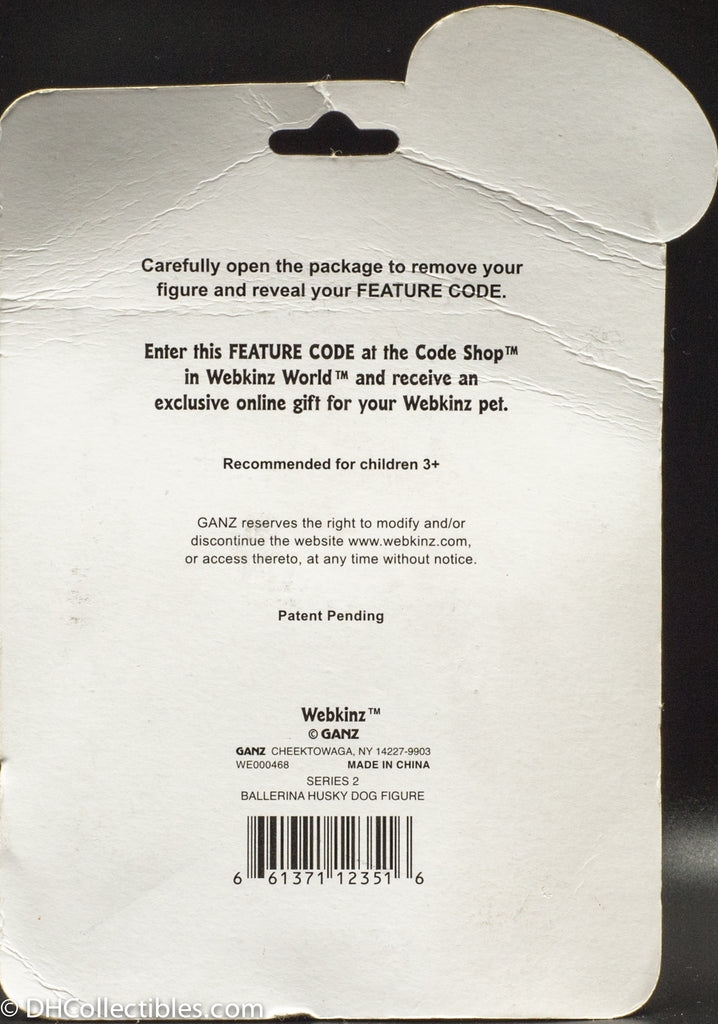 Carefully open the package to remove your
figure and reveal your FEATURE CODE.
Enter this FEATURE CODE at the Code Shop™
in Webkinz World™ and receive an
exclusive online gift for your Webkinz pet.
Recommended for children 3+
GANZ reserves the right to modify and/or
discontinue the website www.webkinz.com,
or access thereto, at any time without notice.
Patent Pending
Webkinz™
© GANZ
GANZ CHEEKTOWAGA, NY 14227-9903
WE000468 MADE IN CHINA
SERIES 2
BALLERINA HUSKY DOG FIGURE
6 61371 12351 6
© DHCollectibles.com